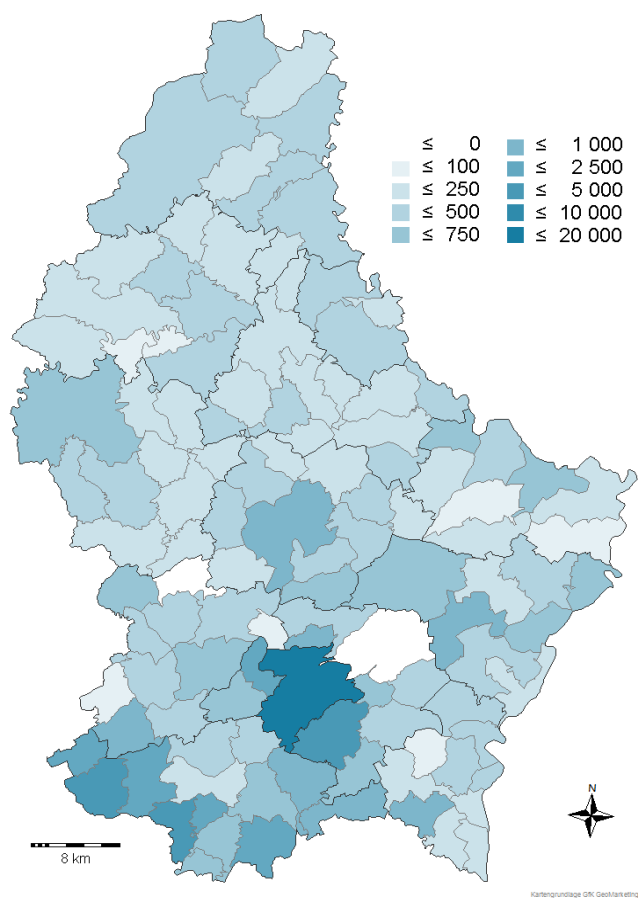 ≤ 0
≤ 100
≤ 250
≤ 500
≤ 750
≤ 1 000
≤ 2 500
≤ 5 000
≤ 10 000
≤ 20 000
N
8 km
Kartengrundlage GfK GeoMarketing